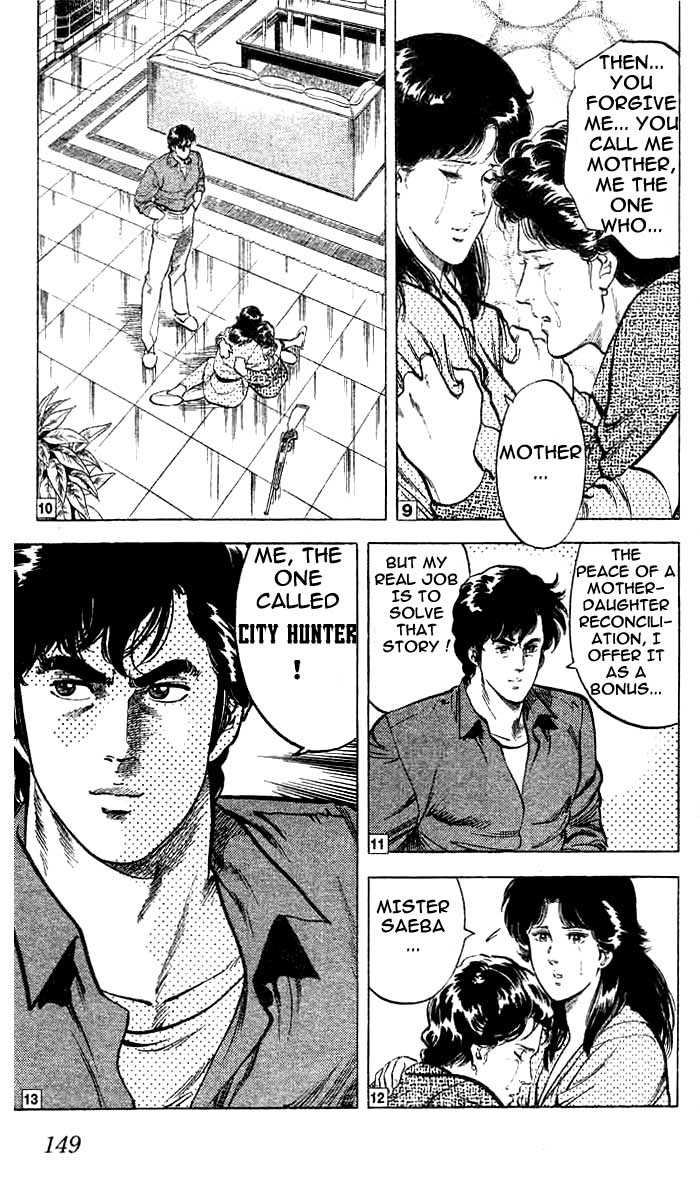 THEN...
YOU
FORGIVE
ME... YOU
CALL ME
MOTHER,
ME THE
ONE
WHO...
MOTHER
...
9
10
THE
PEACE OF A
MOTHER-
DAUGHTER
RECONCILI-
ATION, I
OFFER IT
AS A
BONUS...
BUT MY
REAL JOB
IS TO
SOLVE
THAT
STORY !
11
MISTER
SAEBA
...
12
ME, THE
ONE
CALLED
CITY HUNTER
!
13
149